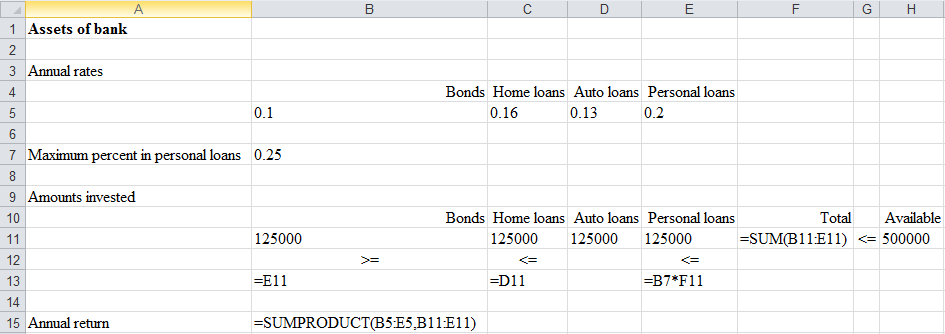 A B C D E F G H
1 Assets of bank
2
3 Annual rates
4 Bonds Home loans Auto loans Personal loans
5 0.1 0.16 0.13 0.2
6
7 Maximum percent in personal loans 0.25
8
9 Amounts invested
10 Bonds Home loans Auto loans Personal loans Total Available
11 125000 125000 125000 125000 =SUM(B11:E11) <= 500000
12 >= <= <=
13 =E11 =D11 =B7*F11
14
15 Annual return =SUMPRODUCT(B5:E5,B11:E11)